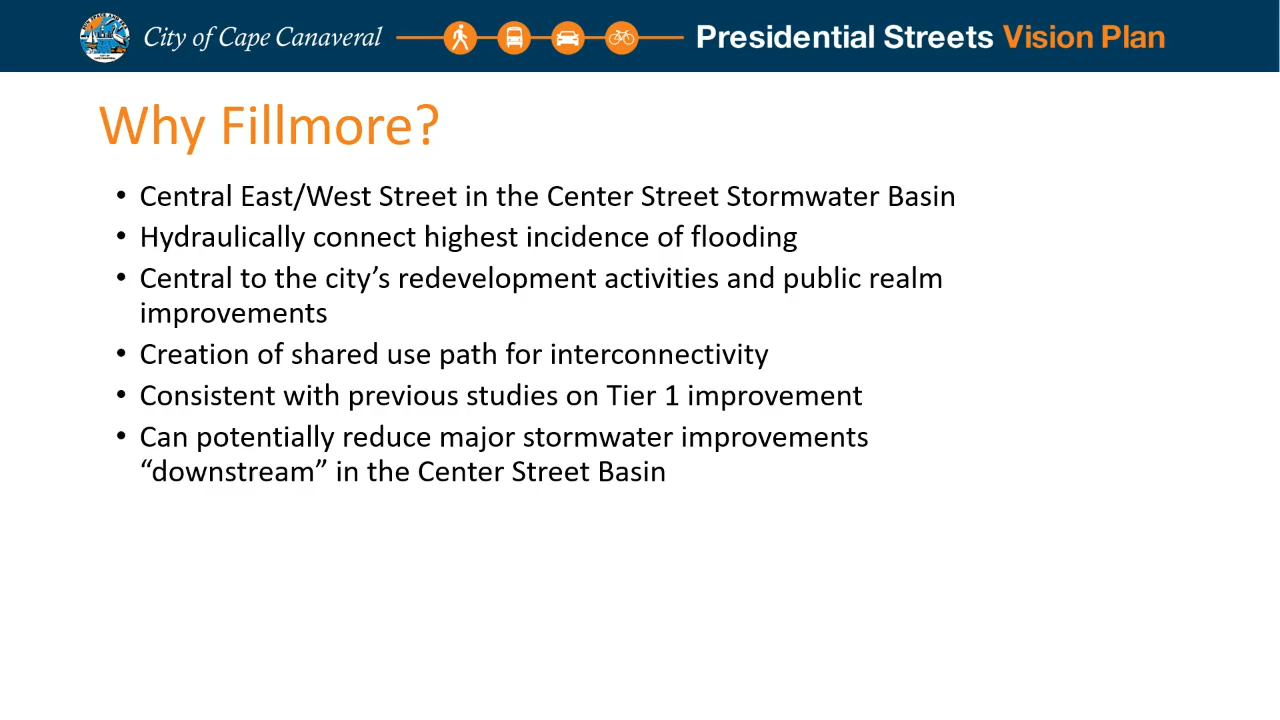 City of Cape Canaveral
Presidential Streets Vision Plan
Why Fillmore?
• Central East/West Street in the Center Street Stormwater Basin
• Hydraulically connect highest incidence of flooding
• Central to the city’s redevelopment activities and public realm
improvements
• Creation of shared use path for interconnectivity
• Consistent with previous studies on Tier 1 improvement
• Can potentially reduce major stormwater improvements
“downstream” in the Center Street Basin